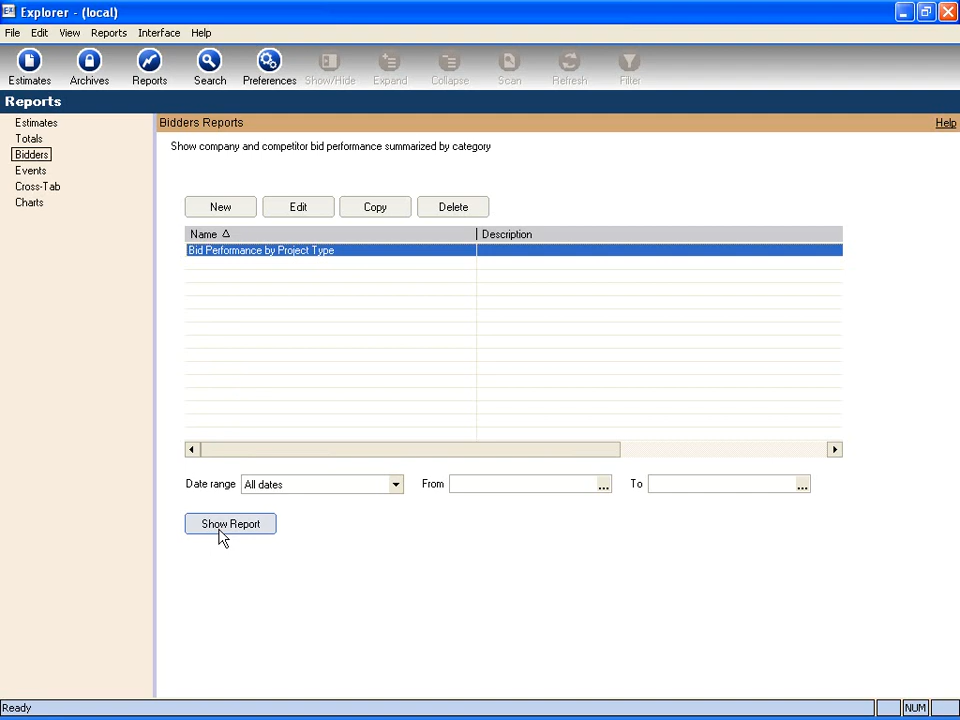 EXI Explorer - (local)
File Edit View Reports Interface Help
Estimates Archives Reports Search Preferences Show/Hide Expand Collapse Scan Refresh Filter
Reports
Estimates
Totals
Bidders
Events
Cross-Tab
Charts
Bidders Reports Help
Show company and competitor bid performance summarized by category
New Edit Copy Delete
Name Description
Bid Performance by Project Type
Date range All dates From ... To ...
Show Report
Ready NUM